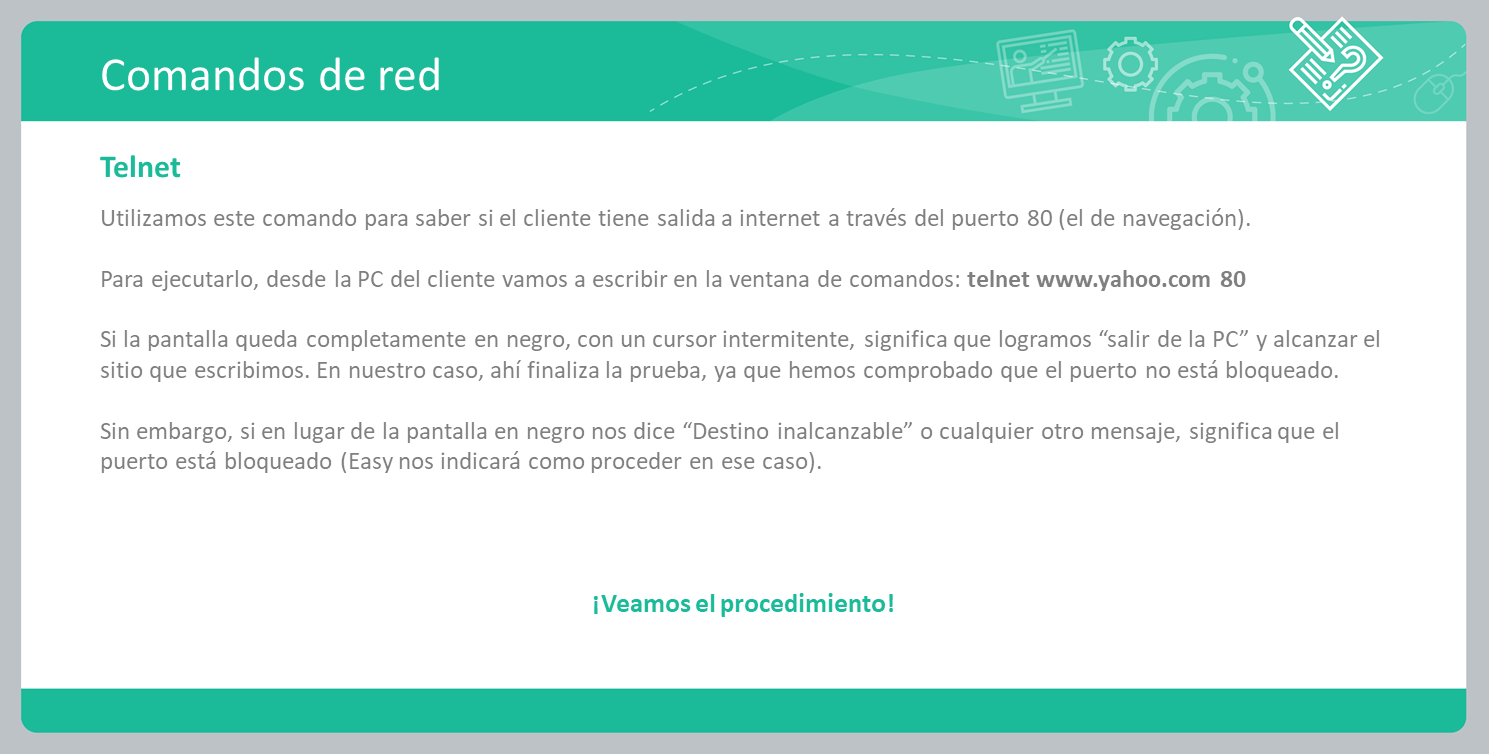 Comandos de red
Telnet
Utilizamos este comando para saber si el cliente tiene salida a internet a través del puerto 80 (el de navegación).
Para ejecutarlo, desde la PC del cliente vamos a escribir en la ventana de comandos: telnet www.yahoo.com 80
Si la pantalla queda completamente en negro, con un cursor intermitente, significa que logramos “salir de la PC” y alcanzar el
sitio que escribimos. En nuestro caso, ahí finaliza la prueba, ya que hemos comprobado que el puerto no está bloqueado.
Sin embargo, si en lugar de la pantalla en negro nos dice “Destino inalcanzable” o cualquier otro mensaje, significa que el
puerto está bloqueado (Easy nos indicará como proceder en ese caso).
¡Veamos el procedimiento!